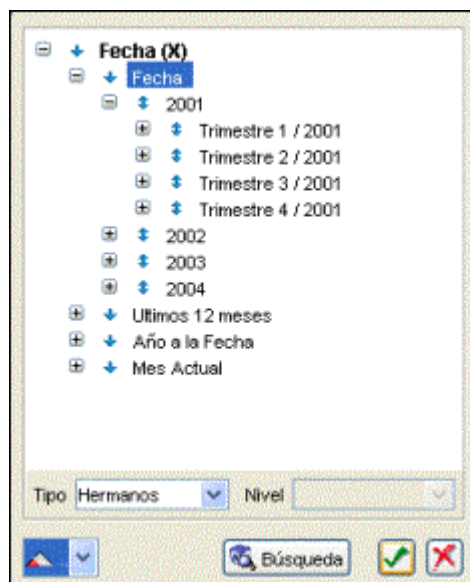 Fecha (X)
Fecha
2001
Trimestre 1 / 2001
Trimestre 2 / 2001
Trimestre 3 / 2001
Trimestre 4 / 2001
2002
2003
2004
Ultimos 12 meses
Año a la Fecha
Mes Actual
Tipo Hermanos Nivel
Búsqueda